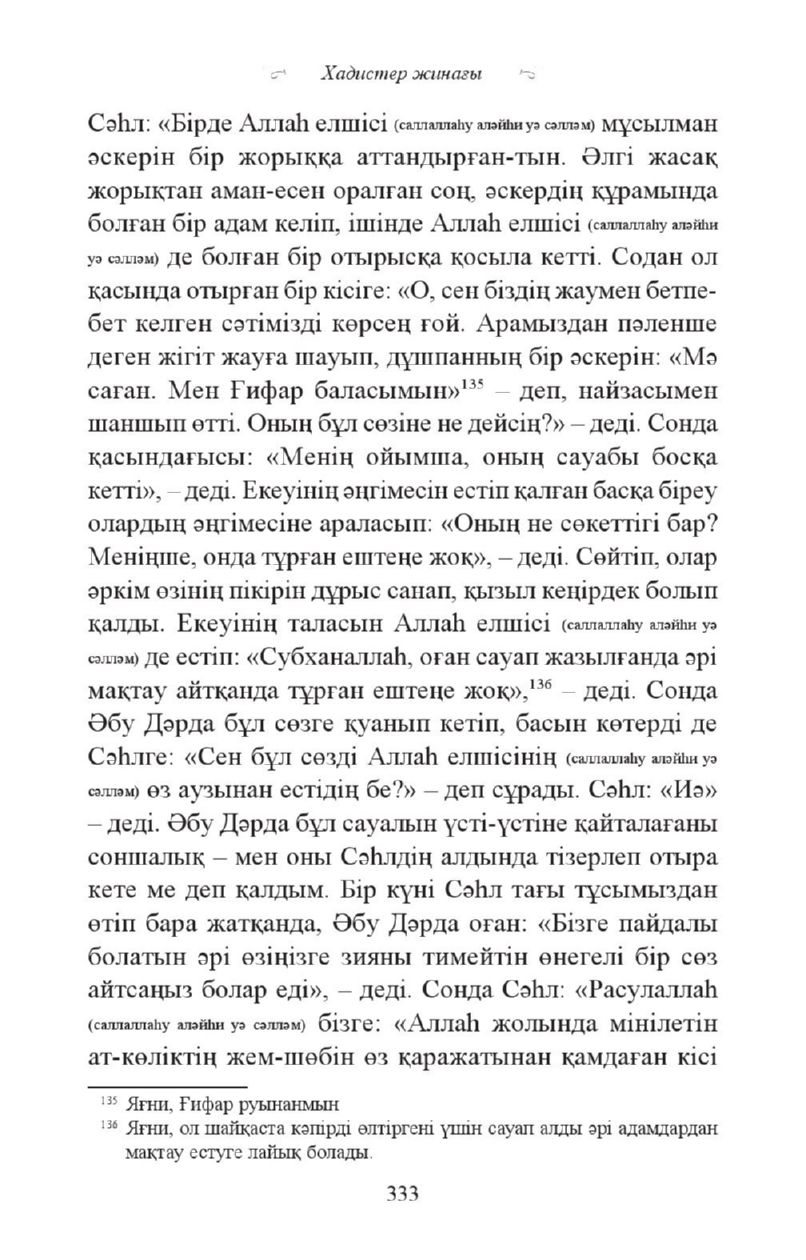 Хадистер жинағы
Сәһл: «Бірде Аллаһ елшісі (саллаллаһу аләйһи уә сәлләм) мұсылман
әскерін бір жорыққа аттандырған-тын. Әлгі жасақ
жорықтан аман-есен оралған соң, әскердің құрамында
болған бір адам келіп, ішінде Аллаһ елшісі (саллаллаһу аләйһи
уә сәлләм) де болған бір отырысқа қосыла кетті. Содан ол
қасында отырған бір кісіге: «О, сен біздің жаумен бетпе-
бет келген сәтімізді көрсең ғой. Арамыздан пәленше
деген жігіт жауға шауып, дұшпанның бір әскерін: «Мә
саған. Мен Ғифар баласымын»¹³⁵ – деп, найзасымен
шаншып өтті. Оның бұл сөзіне не дейсің?» – деді. Сонда
қасындағысы: «Менің ойымша, оның сауабы босқа
кетті», – деді. Екеуінің әңгімесін естіп қалған басқа біреу
олардың әңгімесіне араласып: «Оның не сөкеттігі бар?
Меніңше, онда тұрған ештеңе жоқ», – деді. Сөйтіп, олар
әркім өзінің пікірін дұрыс санап, қызыл кеңірдек болып
қалды. Екеуінің таласын Аллаһ елшісі (саллаллаһу аләйһи уә
сәлләм) де естіп: «Субханаллаһ, оған сауап жазылғанда әрі
мақтау айтқанда тұрған ештеңе жоқ»,¹³⁶ – деді. Сонда
Әбу Дәрда бұл сөзге қуанып кетіп, басын көтерді де
Сәһлге: «Сен бұл сөзді Аллаһ елшісінің (саллаллаһу аләйһи уә
сәлләм) өз аузынан естідің бе?» – деп сұрады. Сәһл: «Иә»
– деді. Әбу Дәрда бұл сауалын үсті-үстіне қайталағаны
соншалық – мен оны Сәһлдің алдында тізерлеп отыра
кете ме деп қалдым. Бір күні Сәһл тағы тұсымыздан
өтіп бара жатқанда, Әбу Дәрда оған: «Бізге пайдалы
болатын әрі өзіңізге зияны тимейтін өнегелі бір сөз
айтсаңыз болар еді», – деді. Сонда Сәһл: «Расулаллаһ
(саллаллаһу аләйһи уә сәлләм) бізге: «Аллаһ жолында мінілетін
ат-көліктің жем-шөбін өз қаражатынан қамдаған кісі
¹³⁵ Яғни, Ғифар руынанмын
¹³⁶ Яғни, ол шайқаста кәпірді өлтіргені үшін сауап алды әрі адамдардан
мақтау естуге лайық болады.
333